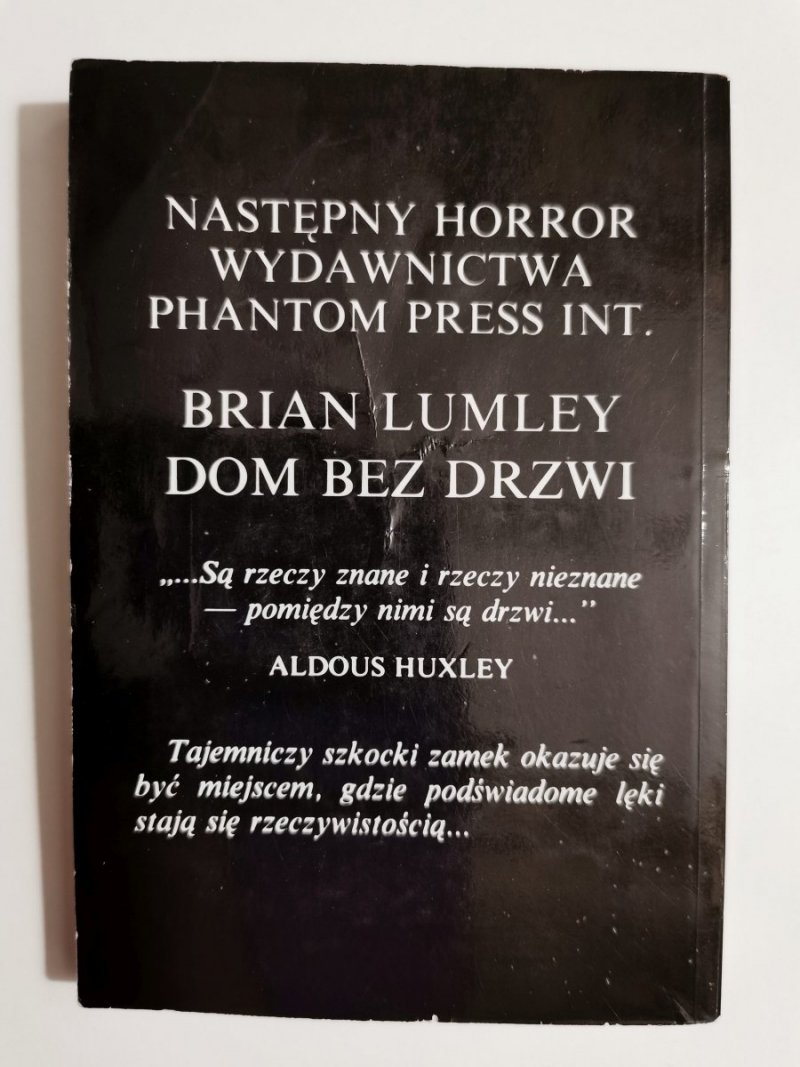 NASTĘPNY HORROR
WYDAWNICTWA
PHANTOM PRESS INT.
BRIAN LUMLEY
DOM BEZ DRZWI
„...Są rzeczy znane i rzeczy nieznane
— pomiędzy nimi są drzwi...”
ALDOUS HUXLEY
Tajemniczy szkocki zamek okazuje się
być miejscem, gdzie podświadome lęki
stają się rzeczywistością...